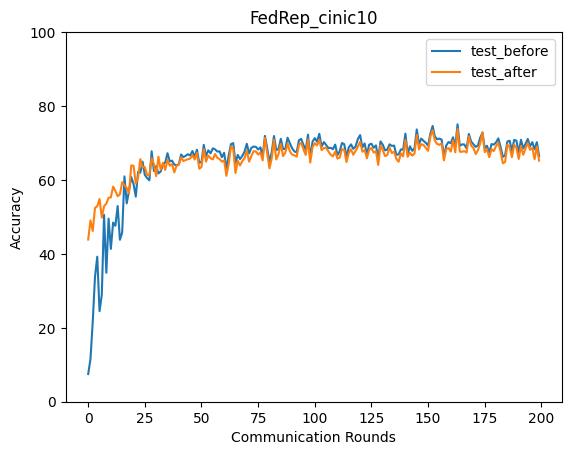 FedRep_cinic10
test_before
test_after
Accuracy
100
80
60
40
20
0
0 25 50 75 100 125 150 175 200
Communication Rounds